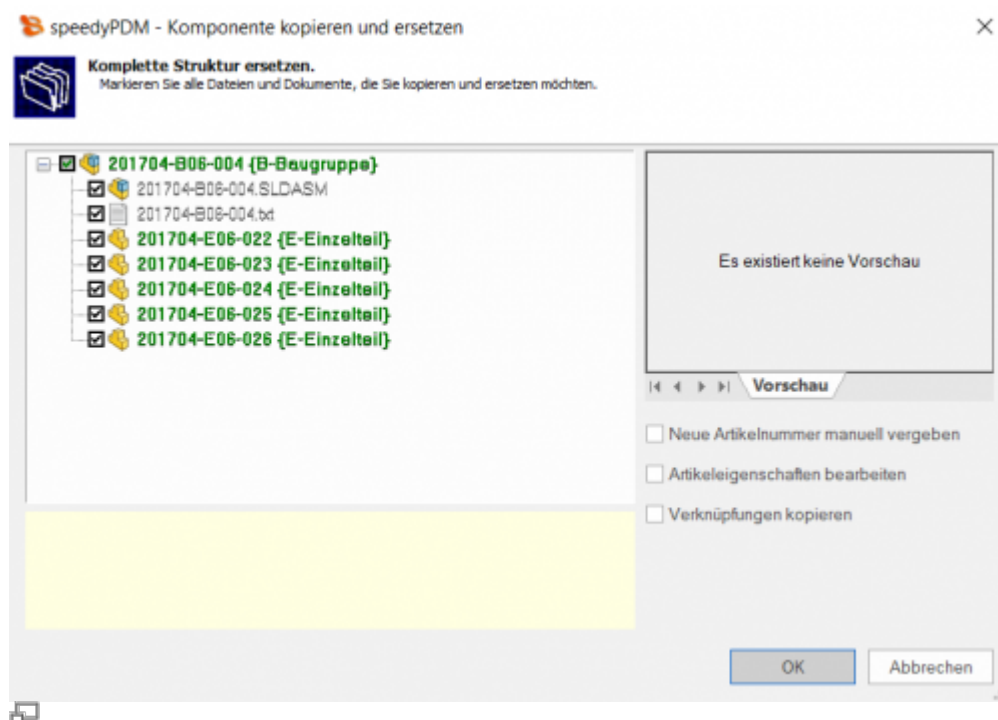 speedyPDM - Komponente kopieren und ersetzen
Komplette Struktur ersetzen.
Markieren Sie alle Dateien und Dokumente, die Sie kopieren und ersetzen möchten.
201704-B06-004 {B-Baugruppe}
201704-B06-004.SLDASM
201704-B06-004.txt
201704-E06-022 {E-Einzelteil}
201704-E06-023 {E-Einzelteil}
201704-E06-024 {E-Einzelteil}
201704-E06-025 {E-Einzelteil}
201704-E06-026 {E-Einzelteil}
Es existiert keine Vorschau
Vorschau
Neue Artikelnummer manuell vergeben
Artikeleigenschaften bearbeiten
Verknüpfungen kopieren
OK
Abbrechen